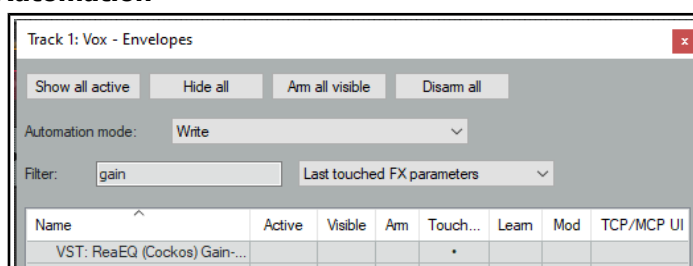 Track 1: Vox - Envelopes
x
Show all active Hide all Arm all visible Disarm all
Automation mode: Write
Filter: gain Last touched FX parameters
Name Active Visible Arm Touch... Learn Mod TCP/MCP UI
VST: ReaEQ (Cockos) Gain-...